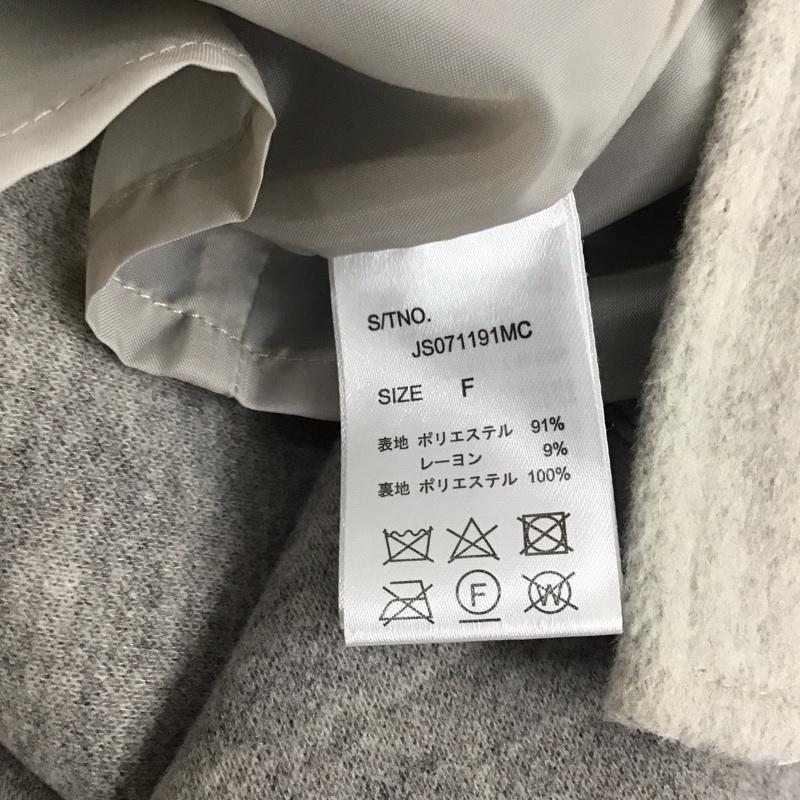 S/TNO.
JS071191MC
SIZE F
表地 ポリエステル 91%
レーヨン 9%
裏地 ポリエステル 100%
F W